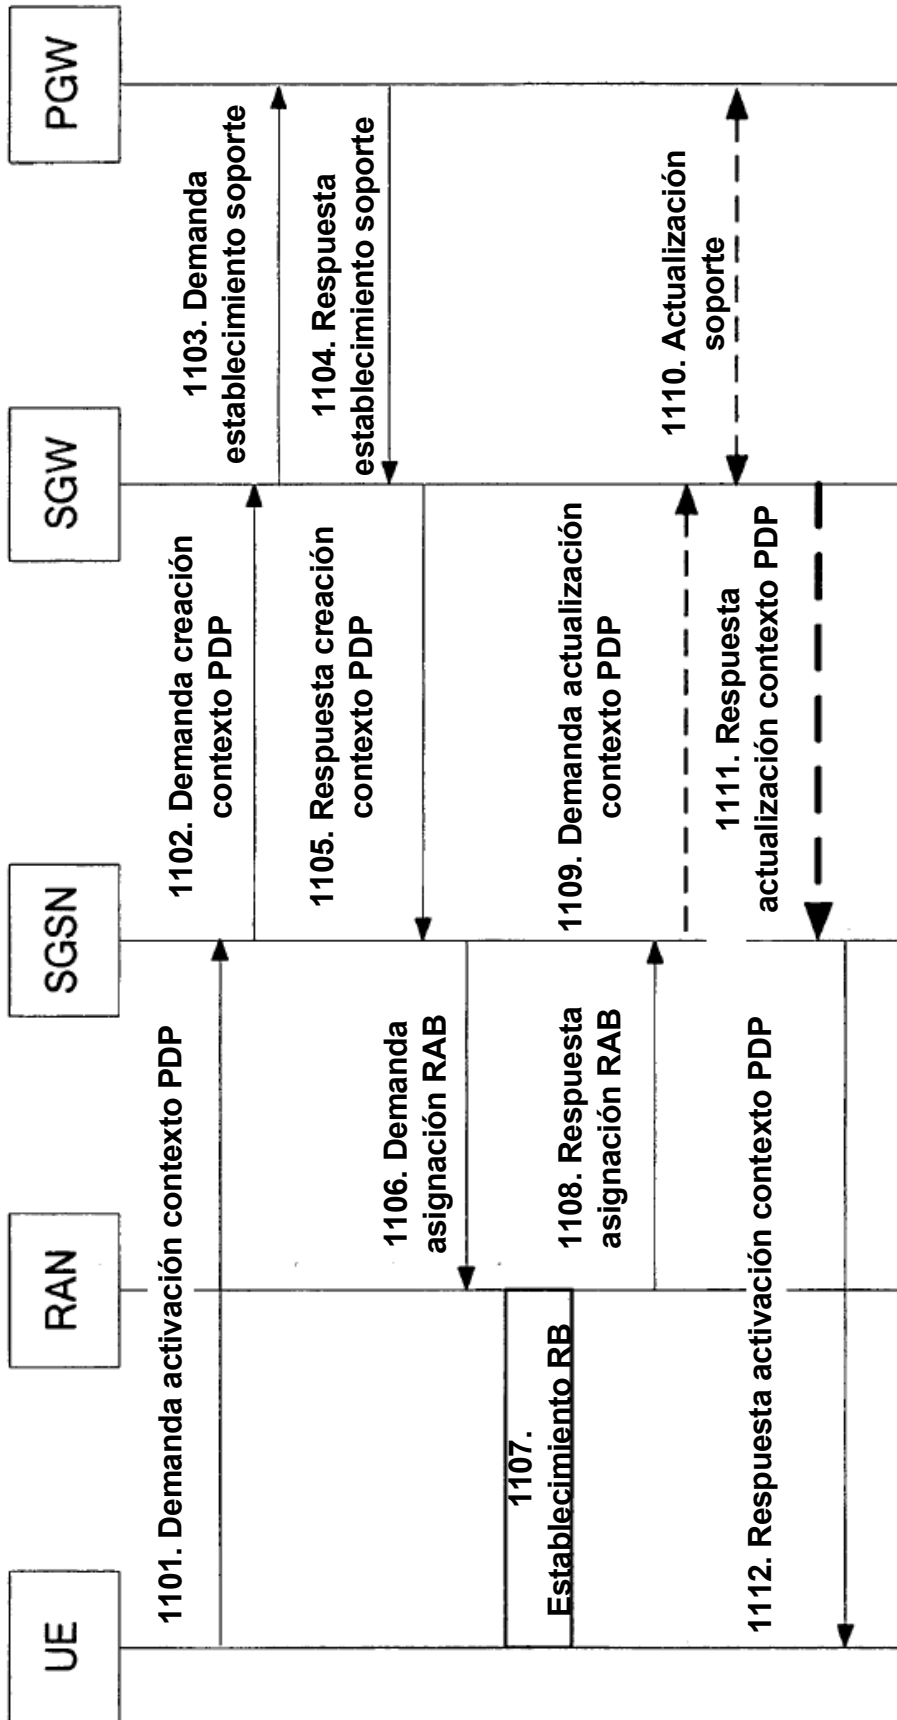 UE
RAN
SGSN
SGW
PGW
1101. Demanda activación contexto PDP
1102. Demanda creación
contexto PDP
1103. Demanda
establecimiento soporte
1104. Respuesta
establecimiento soporte
1105. Respuesta creación
contexto PDP
1106. Demanda
asignación RAB
1107.
Establecimiento RB
1108. Respuesta
asignación RAB
1109. Demanda actualización
contexto PDP
1110. Actualización
soporte
1111. Respuesta
actualización contexto PDP
1112. Respuesta activación contexto PDP